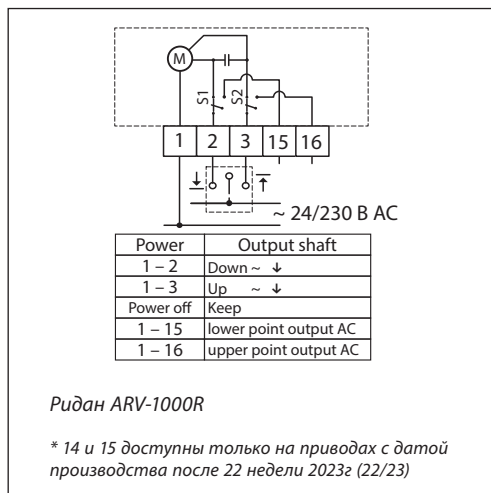 M
S1
S2
1 2 3 15 16
~ 24/230 В АС
Power Output shaft
1 – 2 Down ~ ↓
1 – 3 Up ~ ↓
Power off Keep
1 – 15 lower point output AC
1 – 16 upper point output AC
Ридан ARV-1000R
* 14 и 15 доступны только на приводах с датой
производства после 22 недели 2023г (22/23)